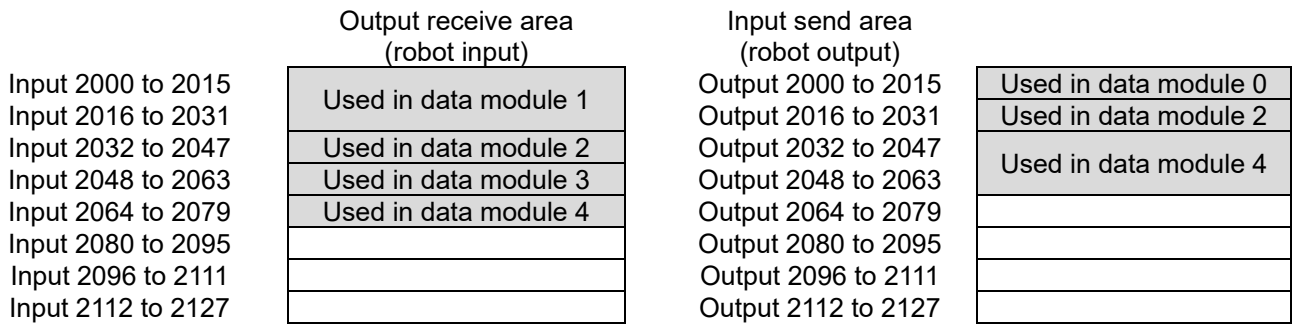 Output receive area
(robot input)
Input send area
(robot output)
Input 2000 to 2015
Used in data module 1
Output 2000 to 2015
Used in data module 0
Input 2016 to 2031
Output 2016 to 2031
Used in data module 2
Input 2032 to 2047
Used in data module 2
Output 2032 to 2047
Used in data module 4
Input 2048 to 2063
Used in data module 3
Output 2048 to 2063
Input 2064 to 2079
Used in data module 4
Output 2064 to 2079
Input 2080 to 2095
Output 2080 to 2095
Input 2096 to 2111
Output 2096 to 2111
Input 2112 to 2127
Output 2112 to 2127